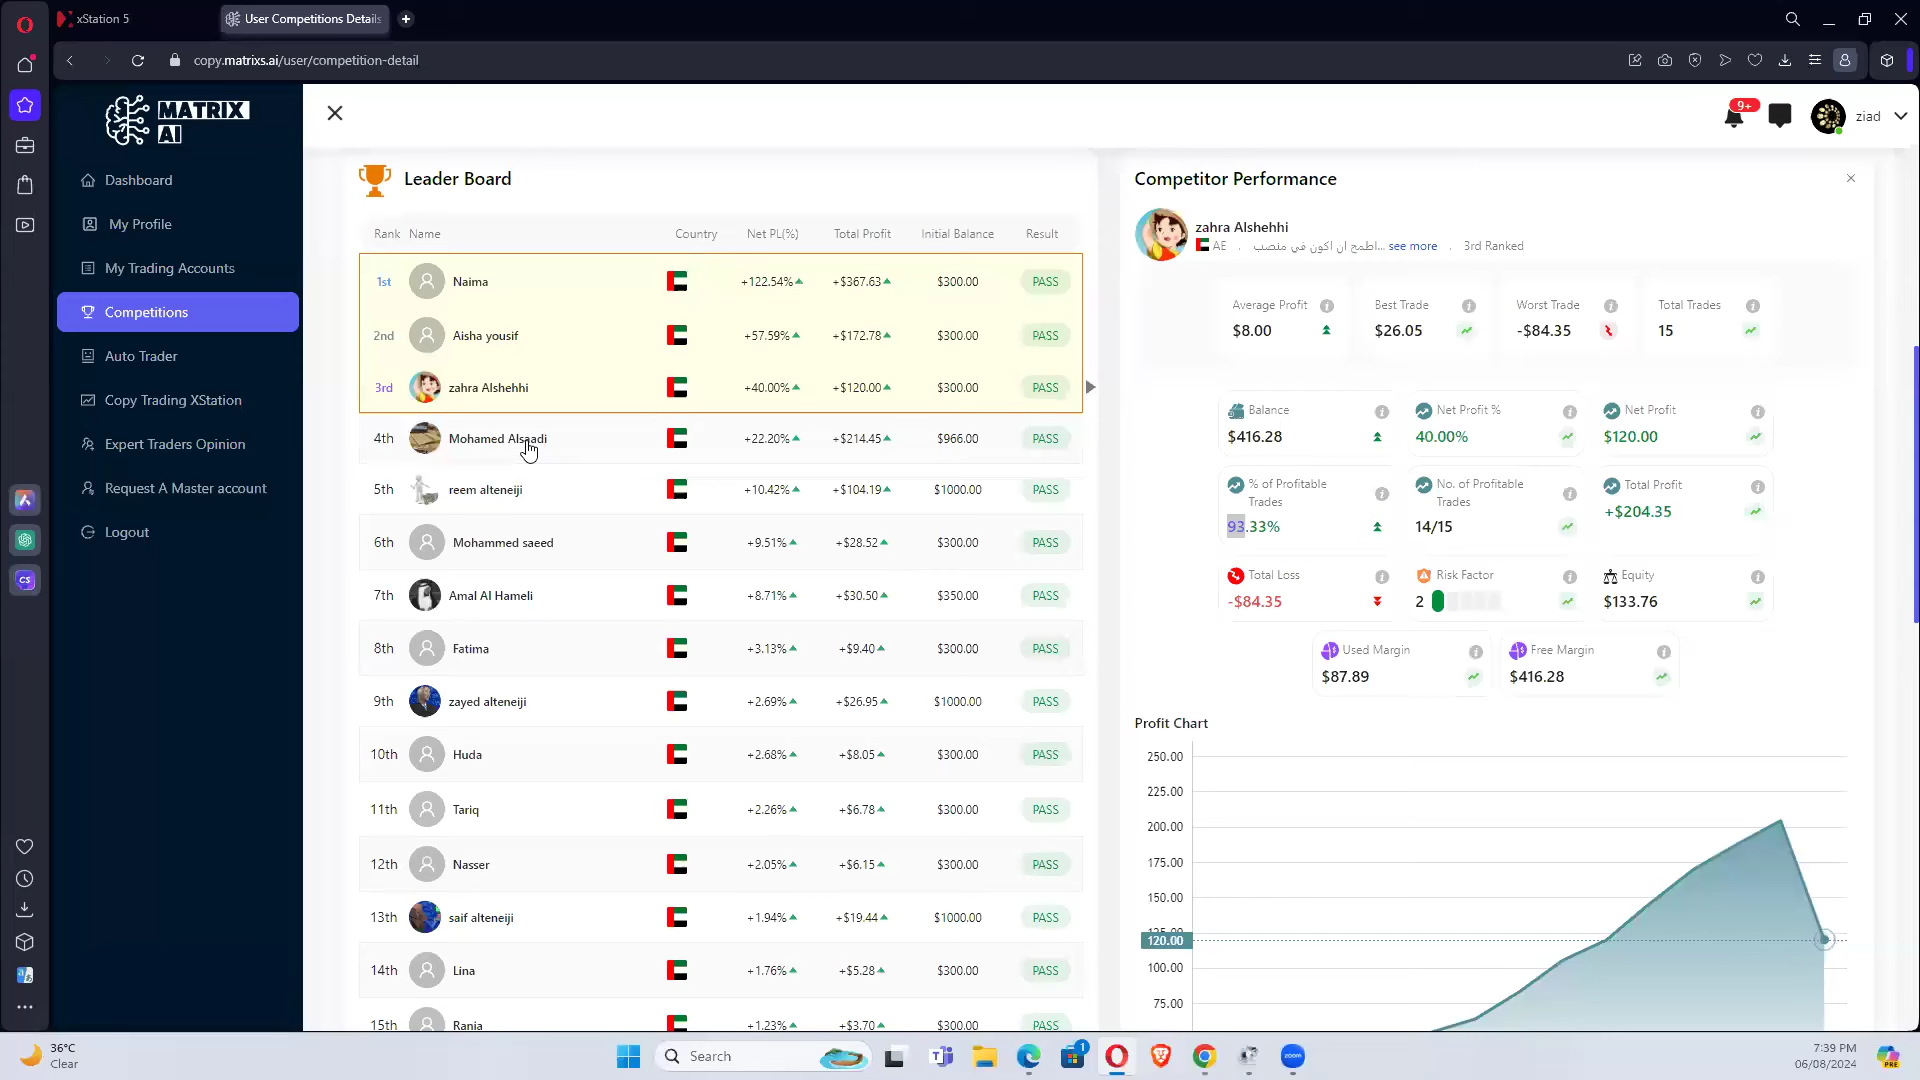 xStation 5
User Competitions Details
copy.matrixs.ai/user/competition-detail
MATRIX
AI
9+
ziad
Dashboard
My Profile
My Trading Accounts
Competitions
Auto Trader
Copy Trading XStation
Expert Traders Opinion
Request A Master account
Logout
CS
Leader Board
Rank Name Country Net PL(%) Total Profit Initial Balance Result
1st Naima +122.54% +$367.63 $300.00 PASS
2nd Aisha yousif +57.59% +$172.78 $300.00 PASS
3rd zahra Alshehhi +40.00% +$120.00 $300.00 PASS
4th Mohamed Alsaadi +22.20% +$214.45 $966.00 PASS
5th reem alteneiji +10.42% +$104.19 $1000.00 PASS
6th Mohammed saeed +9.51% +$28.52 $300.00 PASS
7th Amal Al Hameli +8.71% +$30.50 $350.00 PASS
8th Fatima +3.13% +$9.40 $300.00 PASS
9th zayed alteneiji +2.69% +$26.95 $1000.00 PASS
10th Huda +2.68% +$8.05 $300.00 PASS
11th Tariq +2.26% +$6.78 $300.00 PASS
12th Nasser +2.05% +$6.15 $300.00 PASS
13th saif alteneiji +1.94% +$19.44 $1000.00 PASS
14th Lina +1.76% +$5.28 $300.00 PASS
15th Rania +1.23% +$3.70 $300.00 PASS
Competitor Performance
zahra Alshehhi
AE . اطمح ان اكون في منصب... see more . 3rd Ranked
Average Profit Best Trade Worst Trade Total Trades
$8.00 $26.05 -$84.35 15
Balance Net Profit % Net Profit
$416.28 40.00% $120.00
% of Profitable Trades No. of Profitable Trades Total Profit
93.33% 14/15 +$204.35
Total Loss Risk Factor Equity
-$84.35 2 $133.76
Used Margin Free Margin
$87.89 $416.28
Profit Chart
250.00
225.00
200.00
175.00
150.00
120.00
100.00
75.00
36°C
Clear
Search
1
zoom
7:39 PM
06/08/2024
PRE